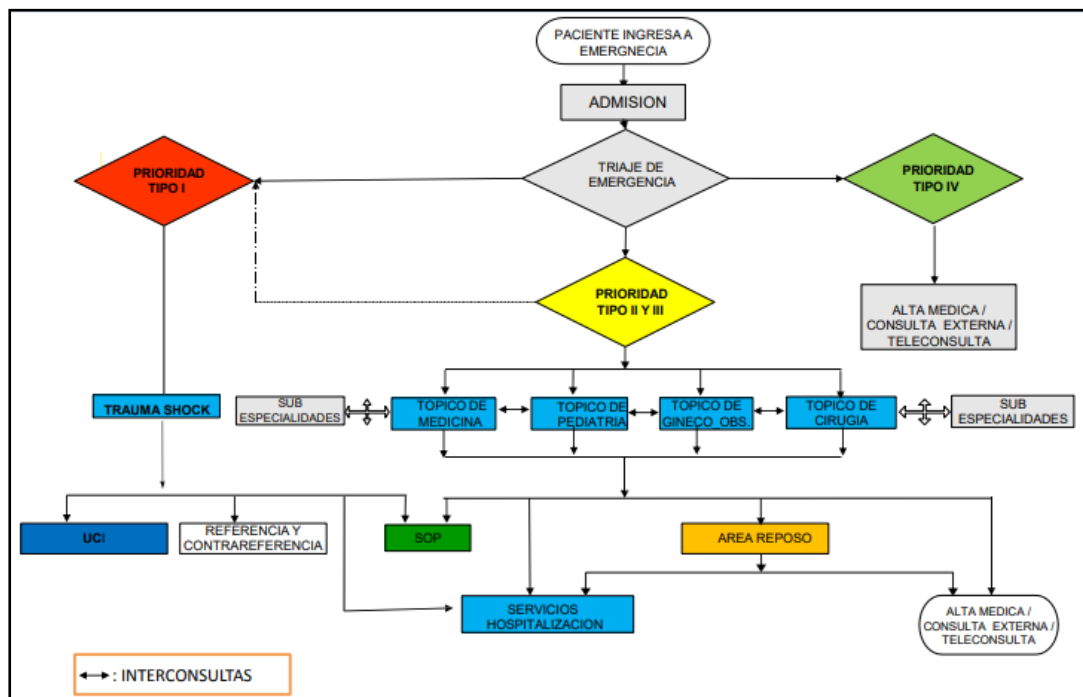 PACIENTE INGRESA A
EMERGNECIA
ADMISION
TRIAJE DE
EMERGENCIA
PRIORIDAD
TIPO I
PRIORIDAD
TIPO IV
PRIORIDAD
TIPO II Y III
ALTA MEDICA /
CONSULTA EXTERNA /
TELECONSULTA
TRAUMA SHOCK
SUB
ESPECIALIDADES
TOPICO DE
MEDICINA
TOPICO DE
PEDIATRIA
TOPICO DE
GINECO_OBS.
TOPICO DE
CIRUGIA
SUB
ESPECIALIDADES
UCI
REFERENCIA Y
CONTRAREFERENCIA
SOP
AREA REPOSO
SERVICIOS
HOSPITALIZACION
ALTA MEDICA /
CONSULTA EXTERNA /
TELECONSULTA
: INTERCONSULTAS